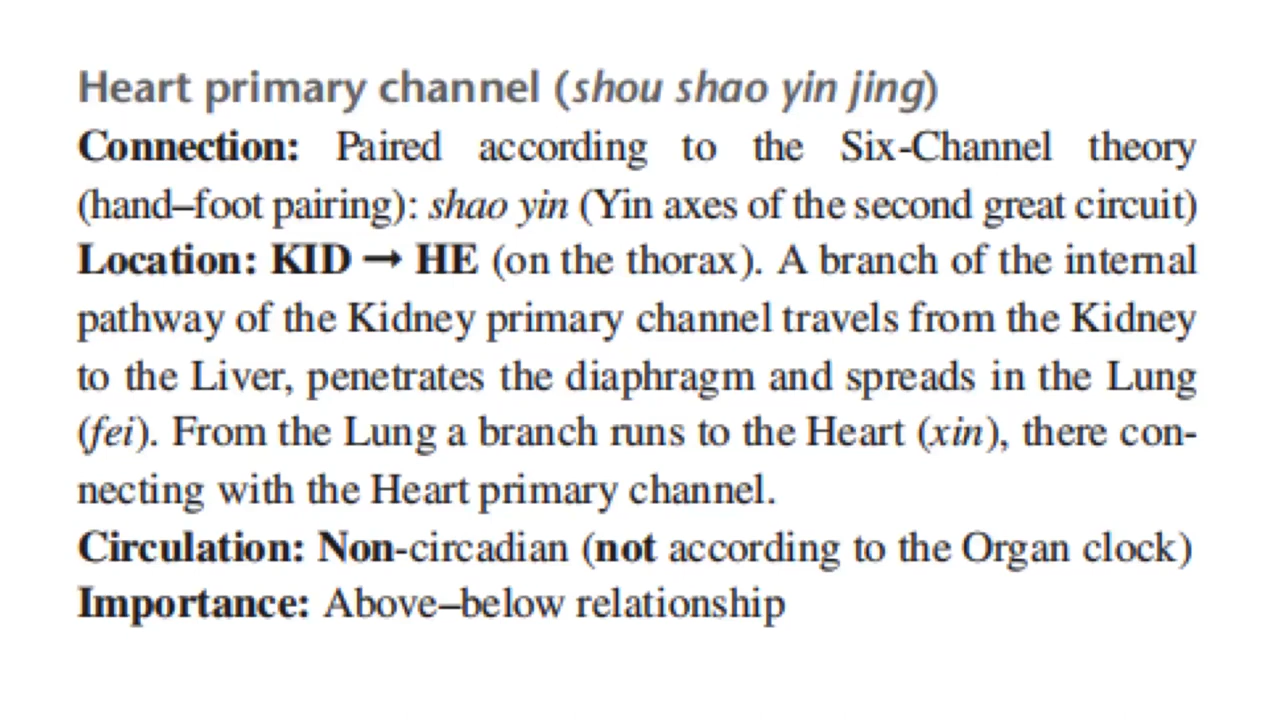 Heart primary channel (shou shao yin jing)
Connection: Paired according to the Six-Channel theory
(hand–foot pairing): shao yin (Yin axes of the second great circuit)
Location: KID → HE (on the thorax). A branch of the internal
pathway of the Kidney primary channel travels from the Kidney
to the Liver, penetrates the diaphragm and spreads in the Lung
(fei). From the Lung a branch runs to the Heart (xin), there con-
necting with the Heart primary channel.
Circulation: Non-circadian (not according to the Organ clock)
Importance: Above–below relationship